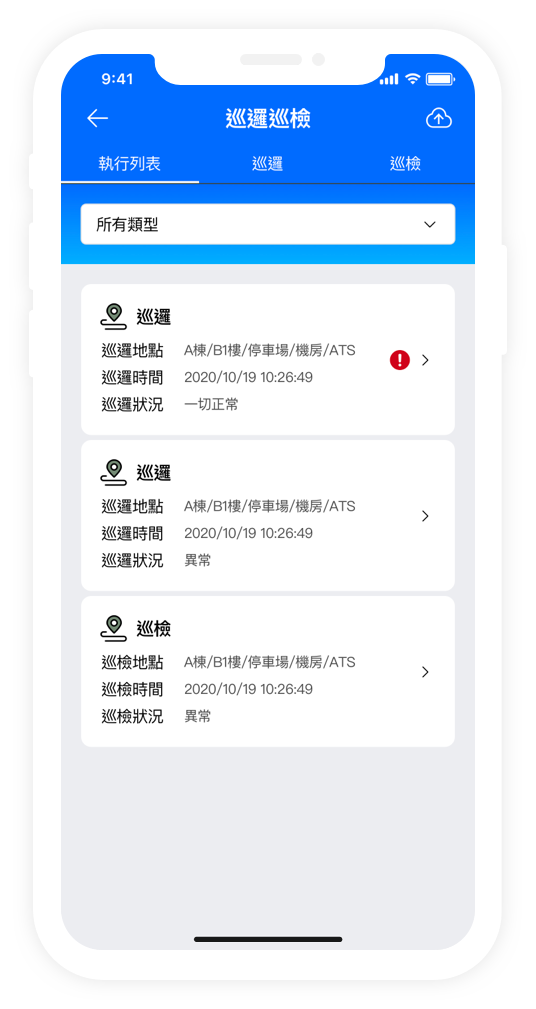 9:41
巡邏巡檢
執行列表 巡邏 巡檢
所有類型
巡邏
巡邏地點 A棟/B1樓/停車場/機房/ATS
巡邏時間 2020/10/19 10:26:49
巡邏狀況 一切正常
巡邏
巡邏地點 A棟/B1樓/停車場/機房/ATS
巡邏時間 2020/10/19 10:26:49
巡邏狀況 異常
巡檢
巡檢地點 A棟/B1樓/停車場/機房/ATS
巡檢時間 2020/10/19 10:26:49
巡檢狀況 異常